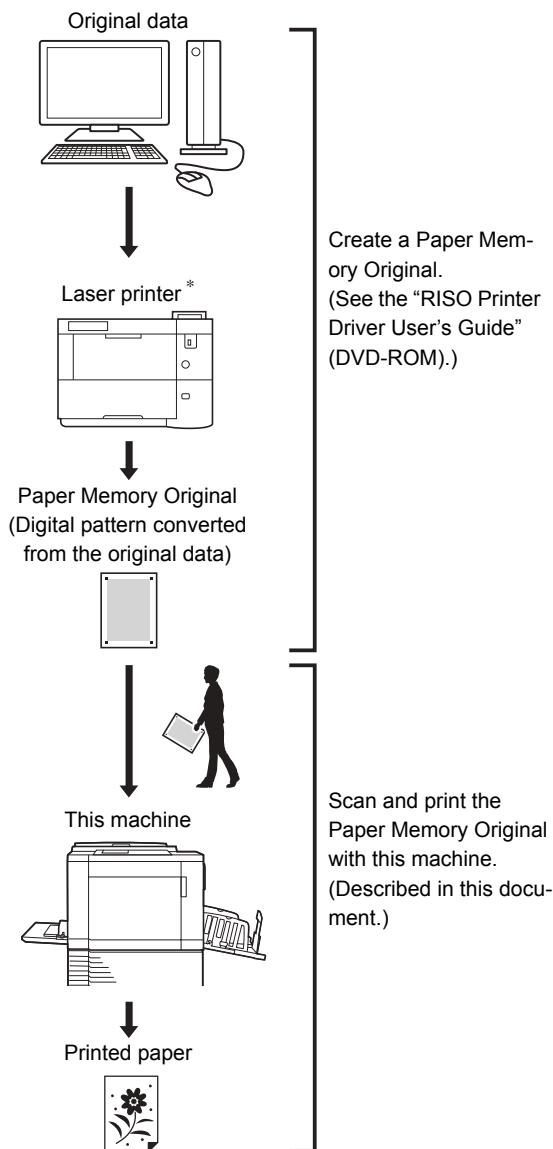 Original data
Create a Paper Mem-
ory Original.
(See the “RISO Printer
Driver User’s Guide”
(DVD-ROM).)
Laser printer *
Paper Memory Original
(Digital pattern converted
from the original data)
This machine
Scan and print the
Paper Memory Original
with this machine.
(Described in this docu-
ment.)
Printed paper